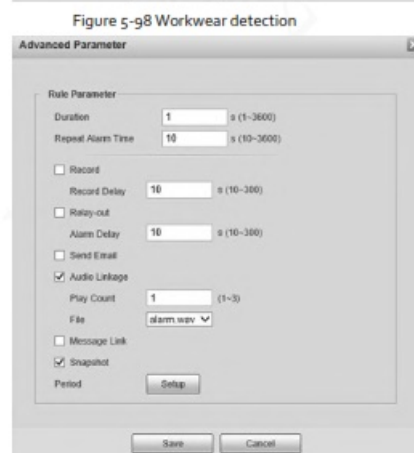 Figure 5-98 Workwear detection
Advanced Parameter
Rule Parameter
Duration 1 s (1~3600)
Repeat Alarm Time 10 s (10~3600)
Record
Record Delay 10 s (10~300)
Relay-out
Alarm Delay 10 s (10~300)
Send Email
Audio Linkage
Play Count 1 (1~3)
File alarm.wav
Message Link
Snapshot
Period Setup
Save Cancel